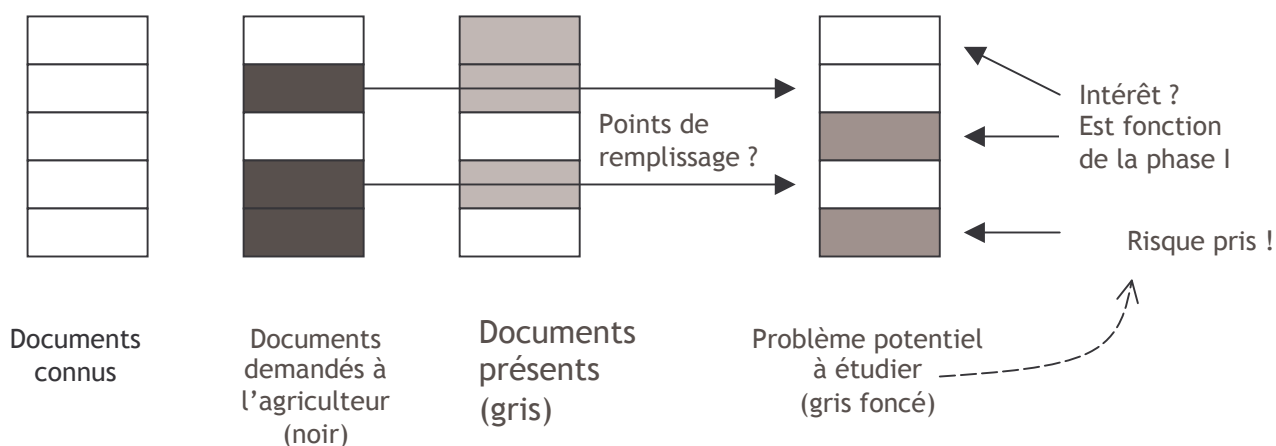 Points de
remplissage ?
Intérêt ?
Est fonction
de la phase I
Risque pris !
Documents
connus
Documents
demandés à
l’agriculteur
(noir)
Documents
présents
(gris)
Problème potentiel
à étudier
(gris foncé)